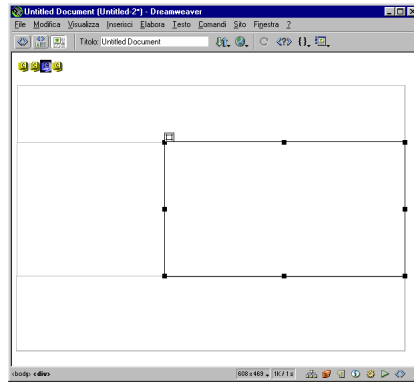 Untitled Document (Untitled-2*) - Dreamweaver
File Modifica Visualizza Inserisci Elabora Testo Comandi Sito Finestra ?
Titolo: Untitled Document
<body> <div> 608 x 469 1K / 1 s